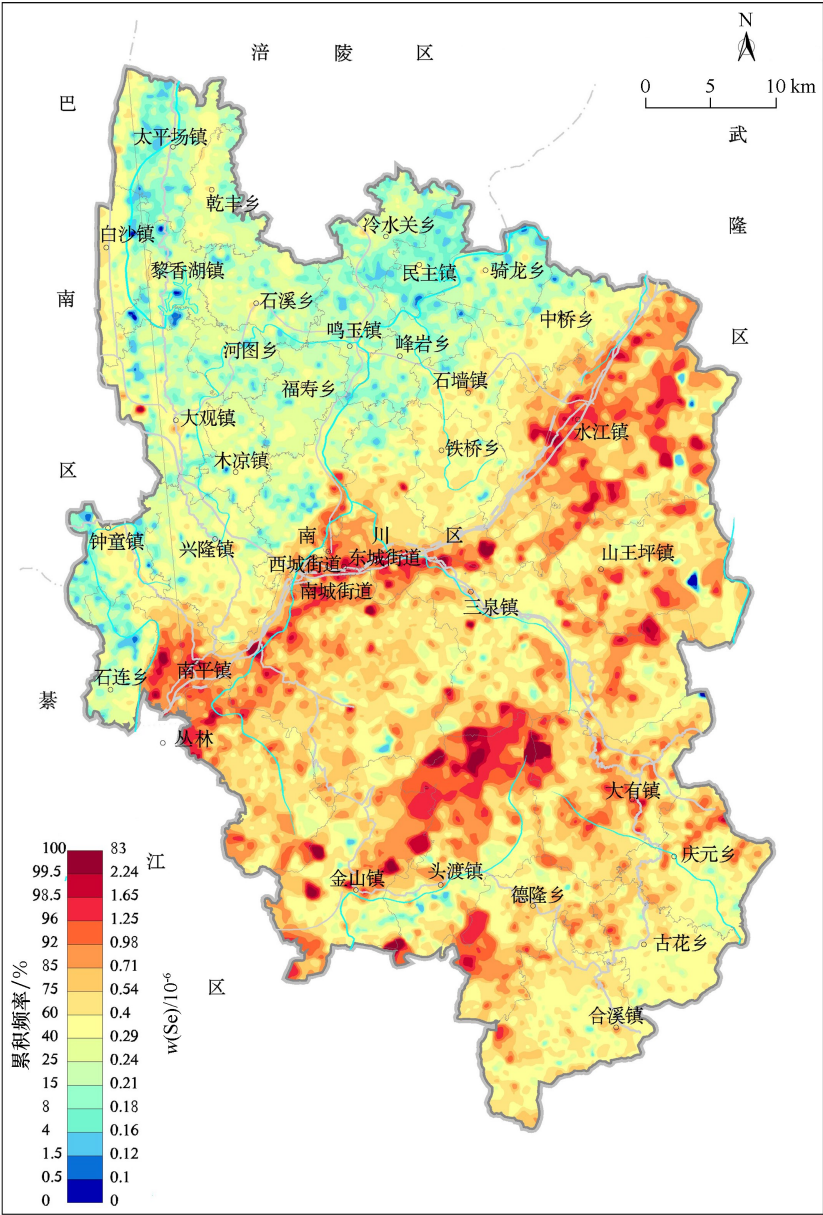 N
涪 陵 区
0 5 10 km
巴
武
太平场镇
乾丰乡
冷水关乡
隆
白沙镇
黎香湖镇
民主镇
骑龙乡
南
石溪乡
中桥乡
鸣玉镇
区
河图乡
峰岩乡
福寿乡
石墙镇
大观镇
水江镇
木凉镇
铁桥乡
区
南 川 区
钟童镇
兴隆镇
西城街道
东城街道
山王坪镇
南城街道
三泉镇
石连乡
南平镇
綦
丛林
大有镇
江
庆元乡
金山镇
头渡镇
德隆乡
古花乡
区
合溪镇
累积频率/%
w(Se)/10⁻⁶
100 83
99.5 2.24
98.5 1.65
96 1.25
92 0.98
85 0.71
75 0.54
60 0.4
40 0.29
25 0.24
15 0.21
8 0.18
4 0.16
1.5 0.12
0.5 0.1
0 0